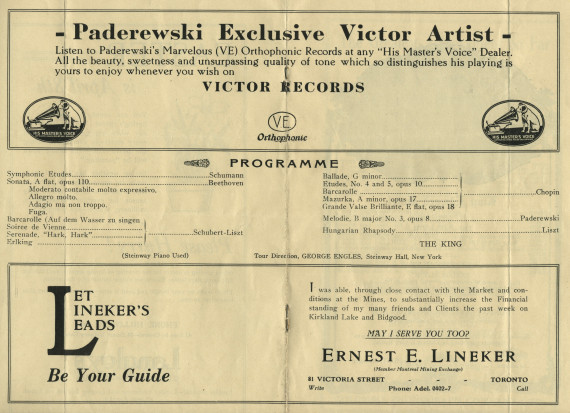 - Paderewski Exclusive Victor Artist -
Listen to Paderewski's Marvelous (VE) Orthophonic Records at any "His Master's Voice" Dealer.
All the beauty, sweetness and unsurpassing quality of tone which so distinguishes his playing is
yours to enjoy whenever you wish on
VICTOR RECORDS
HIS MASTER'S VOICE
HIS MASTER'S VOICE
VE
Orthophonic
PROGRAMME
Symphonic Etudes Schumann
Sonata, A flat, opus 110 Beethoven
Moderato contabile molto expressivo.
Allegro molto.
Adagio ma non troppo.
Fuga.
Barcarolle (Auf dem Wasser zu singen
Soiree de Vienne
Serenade, "Hark, Hark" Schubert-Liszt
Erlking
Ballade, G minor
Etudes, No. 4 and 5, opus 10
Barcarolle Chopin
Mazurka, A minor, opus 17
Grande Valse Brilliante, E flat, opus 18
Melodie, B major No. 3, opus 8 Paderewski
Hungarian Rhapsody Liszt
THE KING
(Steinway Piano Used) Tour Direction, GEORGE ENGLES, Steinway Hall, New York
LET
LINEKER'S
LEADS
Be Your Guide
I was able, through close contact with the Market and con-
ditions at the Mines, to substantially increase the Financial
standing of my many friends and Clients the past week on
Kirkland Lake and Bidgood.
MAY I SERVE YOU TOO?
ERNEST E. LINEKER
(Member Montreal Mining Exchange)
81 VICTORIA STREET - - - TORONTO
Write Phone: Adel. 0402-7 Call